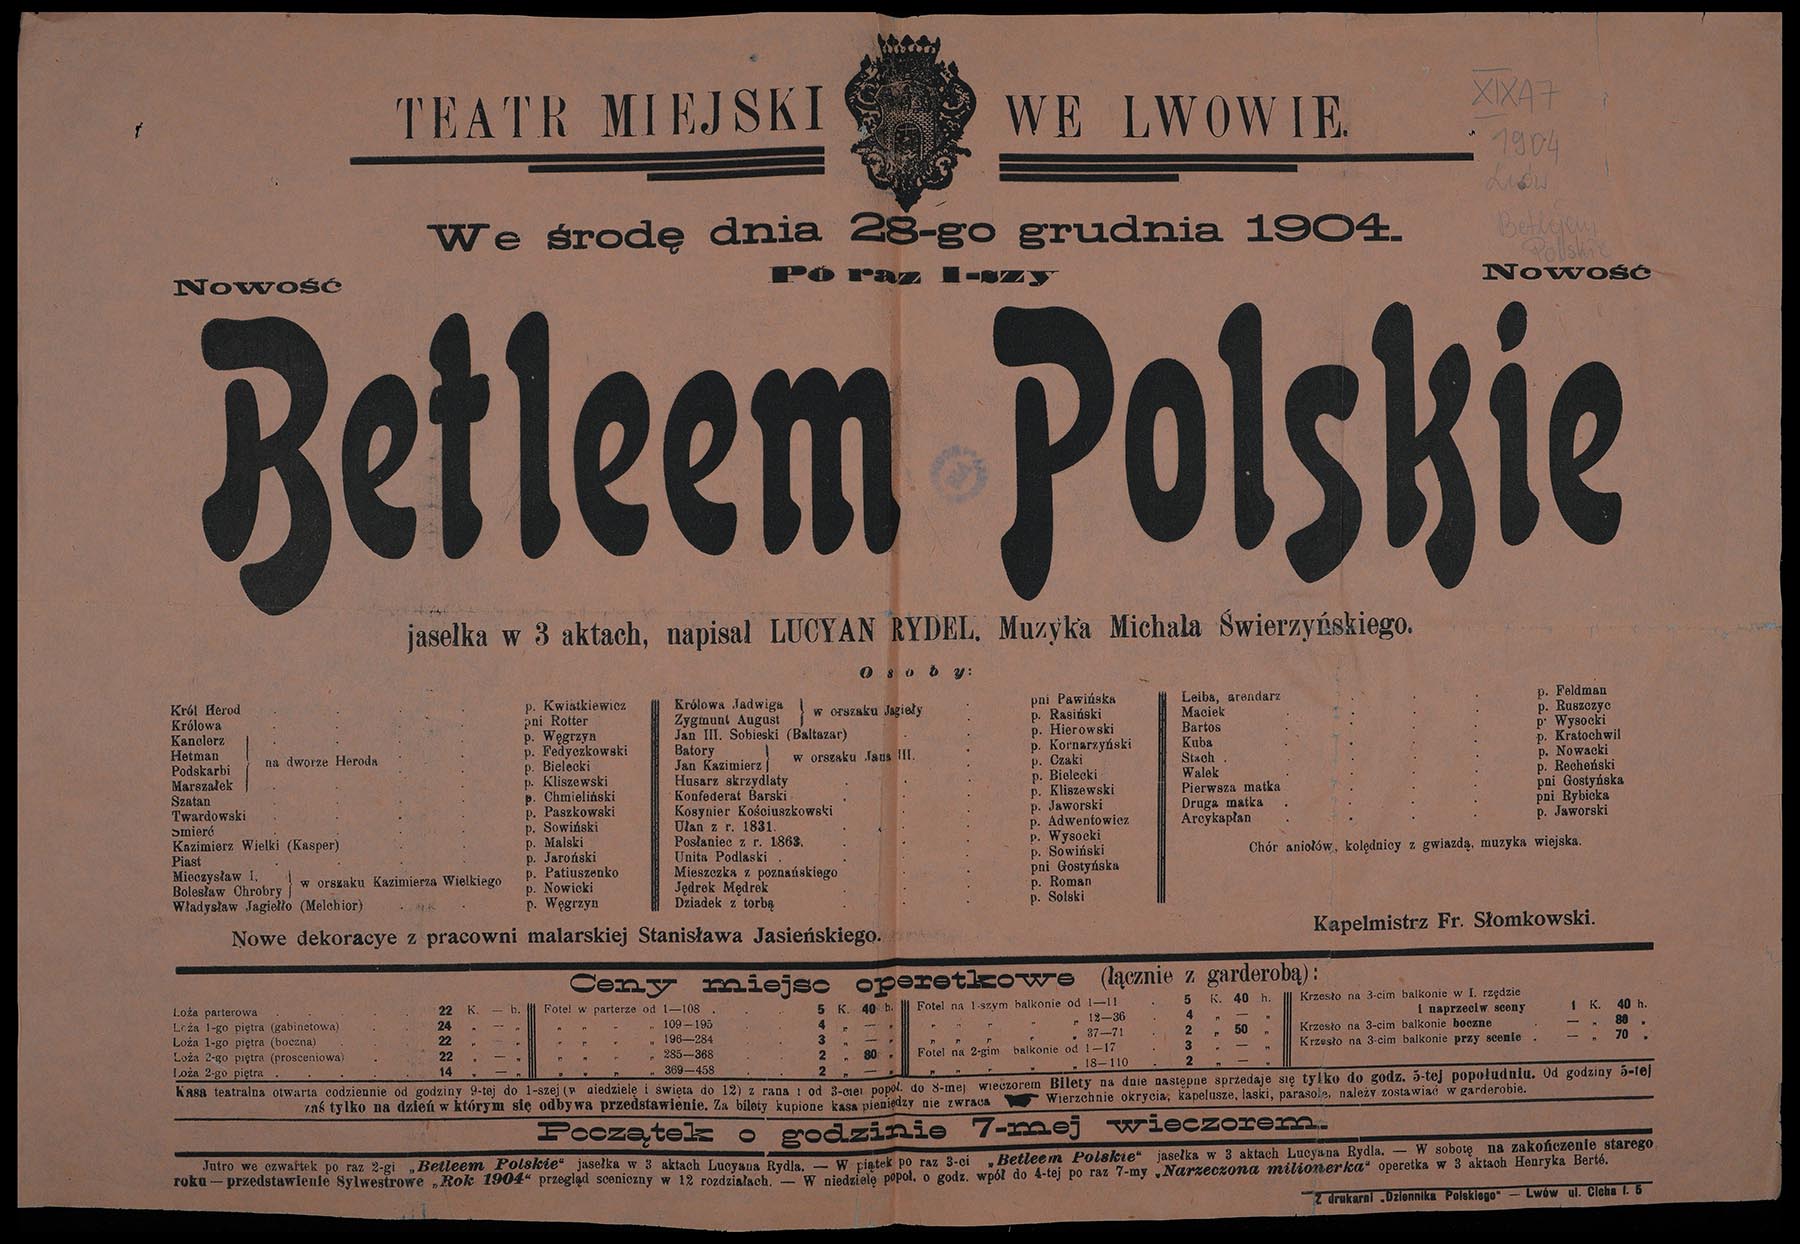 TEATR MIEJSKI WE LWOWIE.
XIXA7
1904
Lwów
Betlejem
Polskie
We środę dnia 28-go grudnia 1904.
Po raz 1-szy
Nowość Nowość
Betleem Polskie
jasełka w 3 aktach, napisał LUCYAN RYDEL. Muzyka Michała Świerzyńskiego.
Osoby:
Król Herod . . . p. Kwiatkiewicz
Królowa . . . pni Rotter
Kanclerz . . . p. Węgrzyn
Hetman . p. Fedyczkowski
na dworze Heroda
Podskarbi . p. Bielecki
Marszałek . . . p. Kliszewski
Szatan . . . p. Chmieliński
Twardowski . . . p. Paszkowski
Śmierć . . . p. Sowiński
Kazimierz Wielki (Kasper) . . p. Malski
Piast . . . p. Jaroński
Mieczysław I. p. Patiuszenko
w orszaku Kazimierza Wielkiego
Bolesław Chrobry p. Nowicki
Władysław Jagiełło (Melchior) . . p. Węgrzyn
Królowa Jadwiga . pni Pawińska
w orszaku Jagiełły
Zygmunt August . p. Rasiński
Jan III. Sobieski (Baltazar) . . p. Hierowski
Batory . p. Kornarzyński
w orszaku Jana III.
Jan Kazimierz . p. Czaki
Husarz skrzydlaty . . . p. Bielecki
Konfederat Barski . . . p. Kliszewski
Kosynier Kościuszkowski . . p. Jaworski
Ułan z r. 1831. . . . p. Adwentowicz
Posłaniec z r. 1863. . . . p. Wysocki
Unita Podlaski . . . . p. Sowiński
Mieszczka z poznańskiego . . pni Gostyńska
Jędrek Mędrek . . . p. Roman
Dziadek z torbą . . . p. Solski
Leiba, arendarz . . . p. Feldman
Maciek . . . p. Ruszczyc
Bartos . . . p. Wysocki
Kuba . . . p. Kratochwil
Stach . . . . p. Nowacki
Walek . . . p. Recheński
Pierwsza matka . . . pni Gostyńska
Druga matka . . . pni Rybicka
Arcykapłan . . . p. Jaworski
Chór aniołów, kolędnicy z gwiazdą, muzyka wiejska.
Nowe dekoracye z pracowni malarskiej Stanisława Jasieńskiego.
Kapelmistrz Fr. Słomkowski.
Ceny miejsc operetkowe (łącznie z garderobą):
Loża parterowa . . . 22 K. — h.
Loża 1-go piętra (gabinetowa) . 24 „ — „
Loża 1-go piętra (boczna) . . 22 „ — „
Loża 2-go piętra (prosceniowa) . 22 „ — „
Loża 2-go piętra . . . . 14 „ — „
Fotel w parterze od 1—108 . . . 5 K. 40 h.
„ „ „ „ 109—195 . . 4 „ — „
„ „ „ „ 196—284 . . 3 „ — „
„ „ „ „ 285—368 . . 2 „ 80 „
„ „ „ „ 369—458 . . 2 „ — „
Fotel na 1-szym balkonie od 1—11 . 5 K. 40 h.
„ „ „ „ „ 12—36 . 4 „ — „
„ „ „ „ „ 37—71 . 2 „ 50 „
Fotel na 2-gim balkonie od 1—17 . 3 „ — „
„ „ „ „ „ 18—110 . 2 „ — „
Krzesło na 3-cim balkonie w I. rzędzie
i naprzeciw sceny 1 K. 40 h.
Krzesło na 3-cim balkonie boczne . — „ 80 „
Krzesło na 3-cim balkonie przy scenie . — „ 70 „
Kasa teatralna otwarta codziennie od godziny 9-tej do 1-szej (w niedzielę i święta do 12) z rana i od 3-ciej popoł. do 8-mej wieczorem Bilety na dnie następne sprzedaje się tylko do godz. 5-tej popołudniu. Od godziny 5-tej
zaś tylko na dzień w którym się odbywa przedstawienie. Za bilety kupione kasa pieniędzy nie zwraca Wierzchnie okrycia, kapelusze, laski, parasole, należy zostawiać w garderobie.
Początek o godzinie 7-mej wieczorem.
Jutro we czwartek po raz 2-gi „Betleem Polskie“ jasełka w 3 aktach Lucyana Rydla. — W piątek po raz 3-ci „Betleem Polskie“ jasełka w 3 aktach Lucyana Rydla. — W sobotę na zakończenie starego
roku — przedstawienie Sylwestrowe „Rok 1904“ przegląd sceniczny w 12 rozdziałach. — W niedzielę popoł. o godz. wpół do 4-tej po raz 7-my „Narzeczona milionerka“ operetka w 3 aktach Henryka Berté.
Z drukarni „Dziennika Polskiego“ — Lwów ul. Cicha l. 5